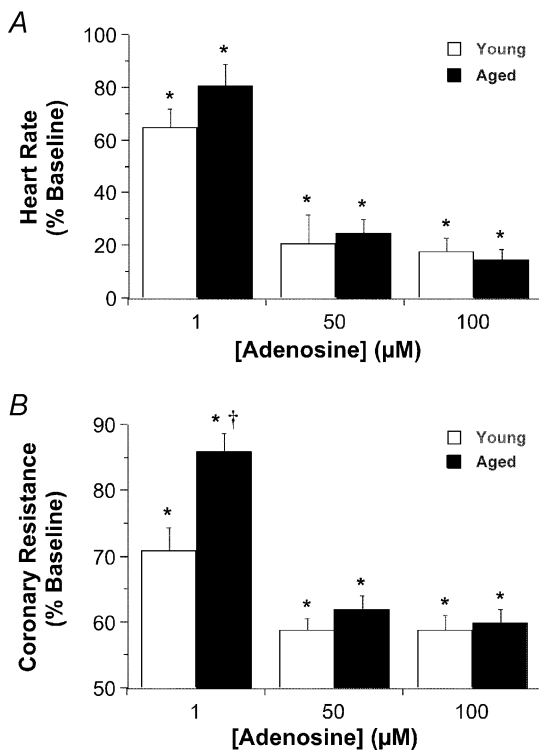 A
100
80
60
40
20
0
Heart Rate
(% Baseline)
Young
Aged
*
*
*
*
*
*
1
50
100
[Adenosine] (µM)
B
90
80
70
60
50
Coronary Resistance
(% Baseline)
Young
Aged
*
* †
*
*
*
*
1
50
100
[Adenosine] (µM)